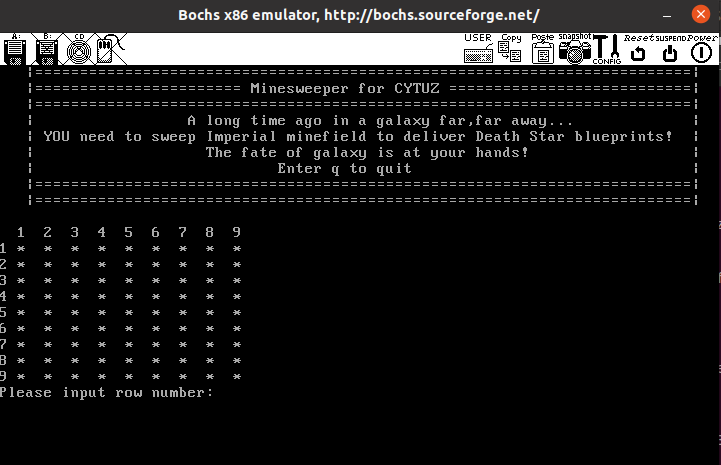 Bochs x86 emulator, http://bochs.sourceforge.net/
A: B: CD USER Copy Paste snapshot CONFIG Reset SUSPEND Power
¦=========================================================================¦
¦======================= Minesweeper for CYTUZ ===========================¦
¦=========================================================================¦
¦ A long time ago in a galaxy far,far away... ¦
¦ YOU need to sweep Imperial minefield to deliver Death Star blueprints! ¦
¦ The fate of galaxy is at your hands! ¦
¦ Enter q to quit ¦
¦=========================================================================¦
¦=========================================================================¦
1 2 3 4 5 6 7 8 9
1 * * * * * * * * *
2 * * * * * * * * *
3 * * * * * * * * *
4 * * * * * * * * *
5 * * * * * * * * *
6 * * * * * * * * *
7 * * * * * * * * *
8 * * * * * * * * *
9 * * * * * * * * *
Please input row number: